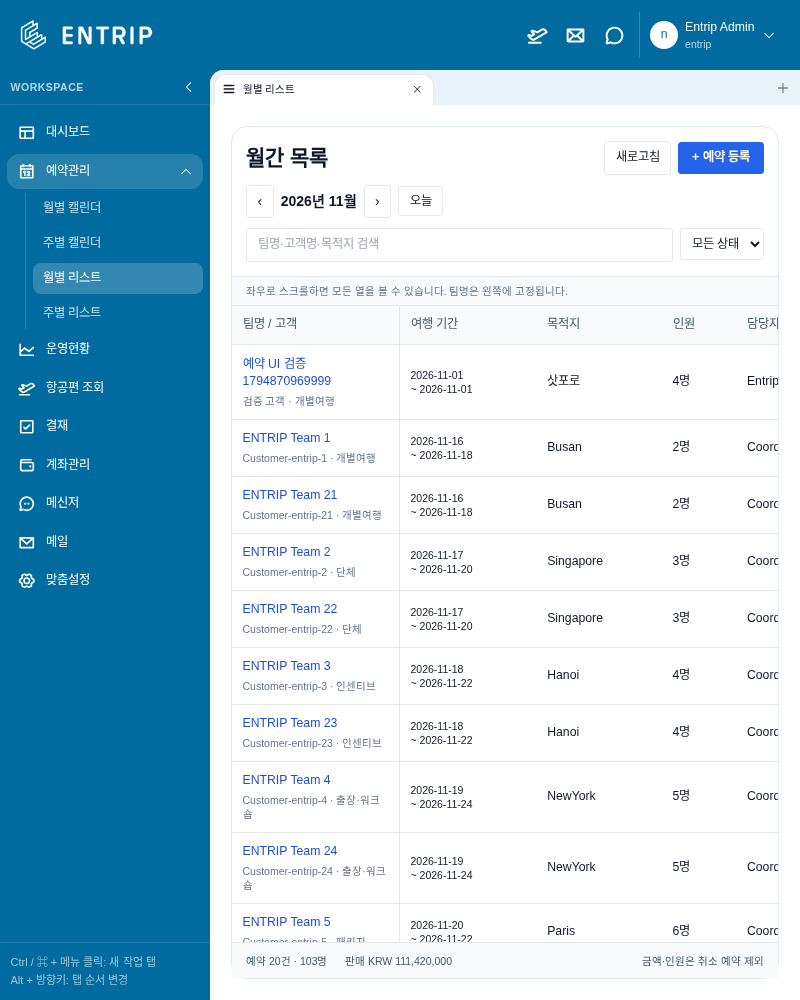 ENTRIP
n
Entrip Admin
entrip
WORKSPACE
월별 리스트
대시보드
예약관리
월별 캘린더
주별 캘린더
월별 리스트
주별 리스트
운영현황
항공편 조회
결재
계좌관리
메신저
메일
맞춤설정
Ctrl / ⌘ + 메뉴 클릭: 새 작업 탭
Alt + 방향키: 탭 순서 변경
월간 목록
새로고침
+ 예약 등록
‹ 2026년 11월 › 오늘
팀명·고객명·목적지 검색
모든 상태
좌우로 스크롤하면 모든 열을 볼 수 있습니다. 팀명은 왼쪽에 고정됩니다.
팀명 / 고객 여행 기간 목적지 인원 담당자
예약 UI 검증
1794870969999
검증 고객 · 개별여행
2026-11-01
~ 2026-11-01
삿포로 4명 Entrip
ENTRIP Team 1
Customer-entrip-1 · 개별여행
2026-11-16
~ 2026-11-18
Busan 2명 Coord
ENTRIP Team 21
Customer-entrip-21 · 개별여행
2026-11-16
~ 2026-11-18
Busan 2명 Coord
ENTRIP Team 2
Customer-entrip-2 · 단체
2026-11-17
~ 2026-11-20
Singapore 3명 Coord
ENTRIP Team 22
Customer-entrip-22 · 단체
2026-11-17
~ 2026-11-20
Singapore 3명 Coord
ENTRIP Team 3
Customer-entrip-3 · 인센티브
2026-11-18
~ 2026-11-22
Hanoi 4명 Coord
ENTRIP Team 23
Customer-entrip-23 · 인센티브
2026-11-18
~ 2026-11-22
Hanoi 4명 Coord
ENTRIP Team 4
Customer-entrip-4 · 출장·워크
숍
2026-11-19
~ 2026-11-24
NewYork 5명 Coord
ENTRIP Team 24
Customer-entrip-24 · 출장·워크
숍
2026-11-19
~ 2026-11-24
NewYork 5명 Coord
ENTRIP Team 5
Customer-entrip-5 · 패키지
2026-11-20
~ 2026-11-22
Paris 6명 Coord
예약 20건 · 103명 판매 KRW 111,420,000 금액·인원은 취소 예약 제외